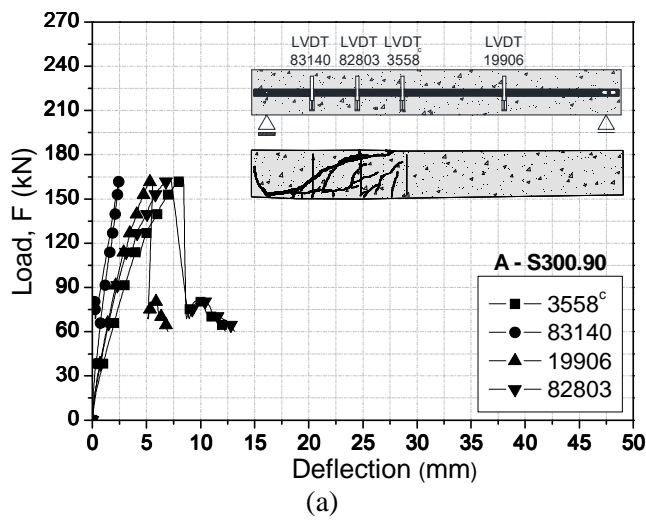 270
240
210
180
150
120
90
60
30
0
Load, F (kN)
LVDT LVDT LVDT LVDT
83140 82803 3558c 19906
A - S300.90
3558c
83140
19906
82803
0 5 10 15 20 25 30 35 40 45 50
Deflection (mm)
(a)